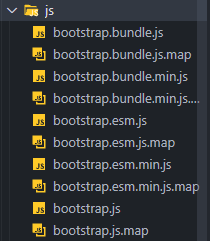 js
bootstrap.bundle.js
bootstrap.bundle.js.map
bootstrap.bundle.min.js
bootstrap.bundle.min.js....
bootstrap.esm.js
bootstrap.esm.js.map
bootstrap.esm.min.js
bootstrap.esm.min.js.map
bootstrap.js
bootstrap.js.map